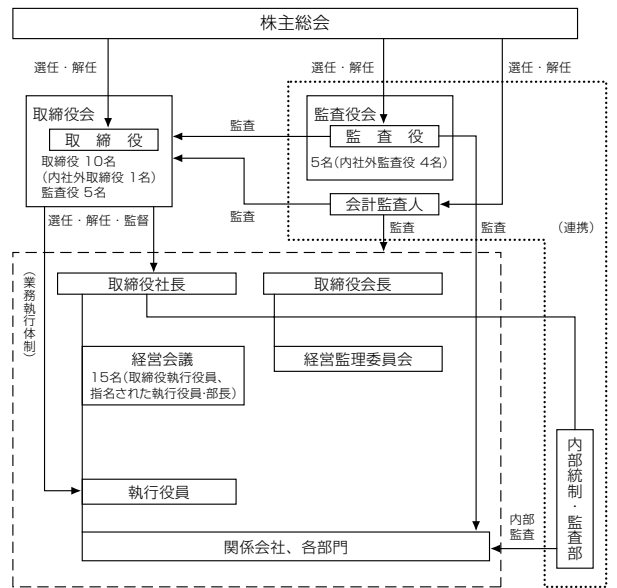 株主総会
選任・解任
選任・解任
選任・解任
取締役会
取締役
取締役 10名
(内社外取締役 1名)
監査役 5名
監査
監査役会
監査役
5名(内社外監査役 4名)
監査
会計監査人
選任・解任・監督
監査
監査
(連携)
(業務執行体制)
取締役社長
取締役会長
経営会議
15名(取締役執行役員、
指名された執行役員・部長)
経営監理委員会
内部統制・監査部
執行役員
内部
監査
関係会社、各部門